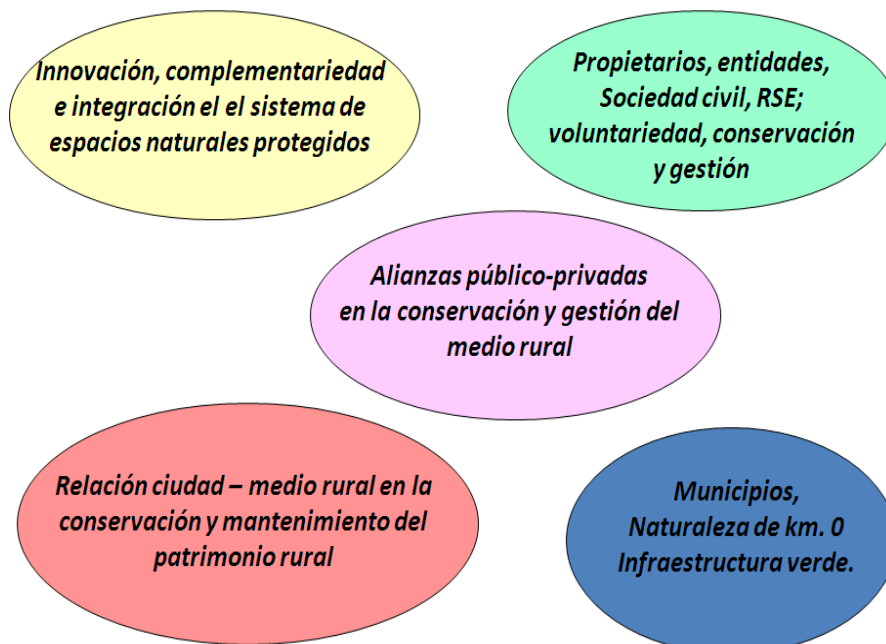 Innovación, complementariedad
e integración el el sistema de
espacios naturales protegidos
Propietarios, entidades,
Sociedad civil, RSE;
voluntariedad, conservación
y gestión
Alianzas público-privadas
en la conservación y gestión del
medio rural
Relación ciudad – medio rural en la
conservación y mantenimiento del
patrimonio rural
Municipios,
Naturaleza de km. 0
Infraestructura verde.